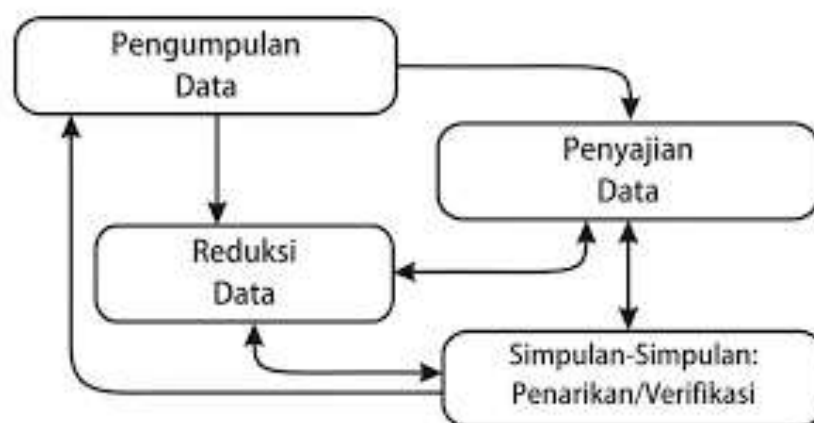 Pengumpulan
Data
Penyajian
Data
Reduksi
Data
Simpulan-Simpulan:
Penarikan/Verifikasi